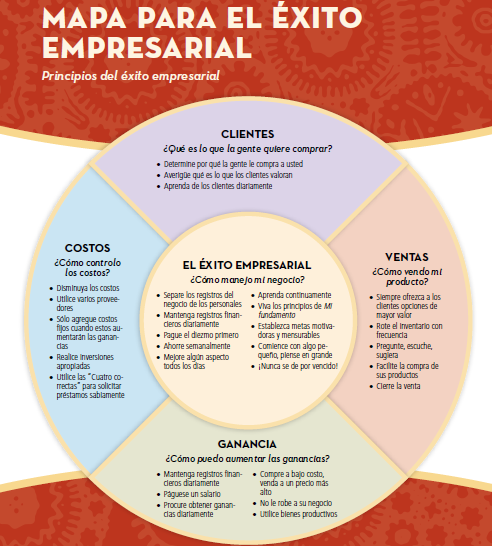 MAPA PARA EL ÉXITO
EMPRESARIAL
Principios del éxito empresarial
CLIENTES
¿Qué es lo que la gente quiere comprar?
• Determine por qué la gente le compra a usted
• Averigüe qué es lo que los clientes valoran
• Aprenda de los clientes diariamente
COSTOS
¿Cómo controlo
los costos?
• Disminuya los costos
• Utilice varios provee-
dores
• Sólo agregue costos
fijos cuando estos au-
mentarán las ganan-
cias
• Realice inversiones
apropiadas
• Utilice las "Cuatro co-
rrectas" para solicitar
préstamos sabiamente
EL ÉXITO EMPRESARIAL
¿Cómo manejo mi negocio?
• Separe los registros del
negocio de los personales
• Mantenga registros finan-
cieros diariamente
• Pague el diezmo primero
• Ahorre semanalmente
• Mejore algún aspecto
todos los días
• Aprenda continuamente
• Viva los principios de Mi
fundamento
• Establezca metas motiva-
doras y mensurables
• Comience con algo pe-
queño, piense en grande
• ¡Nunca se de por vencido!
VENTAS
¿Cómo vendo mi
producto?
• Siempre ofrezca a los
clientes opciones de
mayor valor
• Rote el inventario con
frecuencia
• Pregunte, escuche,
sugiera
• Facilite la compra de
sus productos
• Cierre la venta
GANANCIA
¿Cómo puedo aumentar las ganancias?
• Mantenga registros finan-
cieros diariamente
• Páguese un salario
• Procure obtener ganan-
cias diariamente
• Compre a bajo costo,
venda a un precio más
alto
• No le robe a su negocio
• Utilice bienes productivos